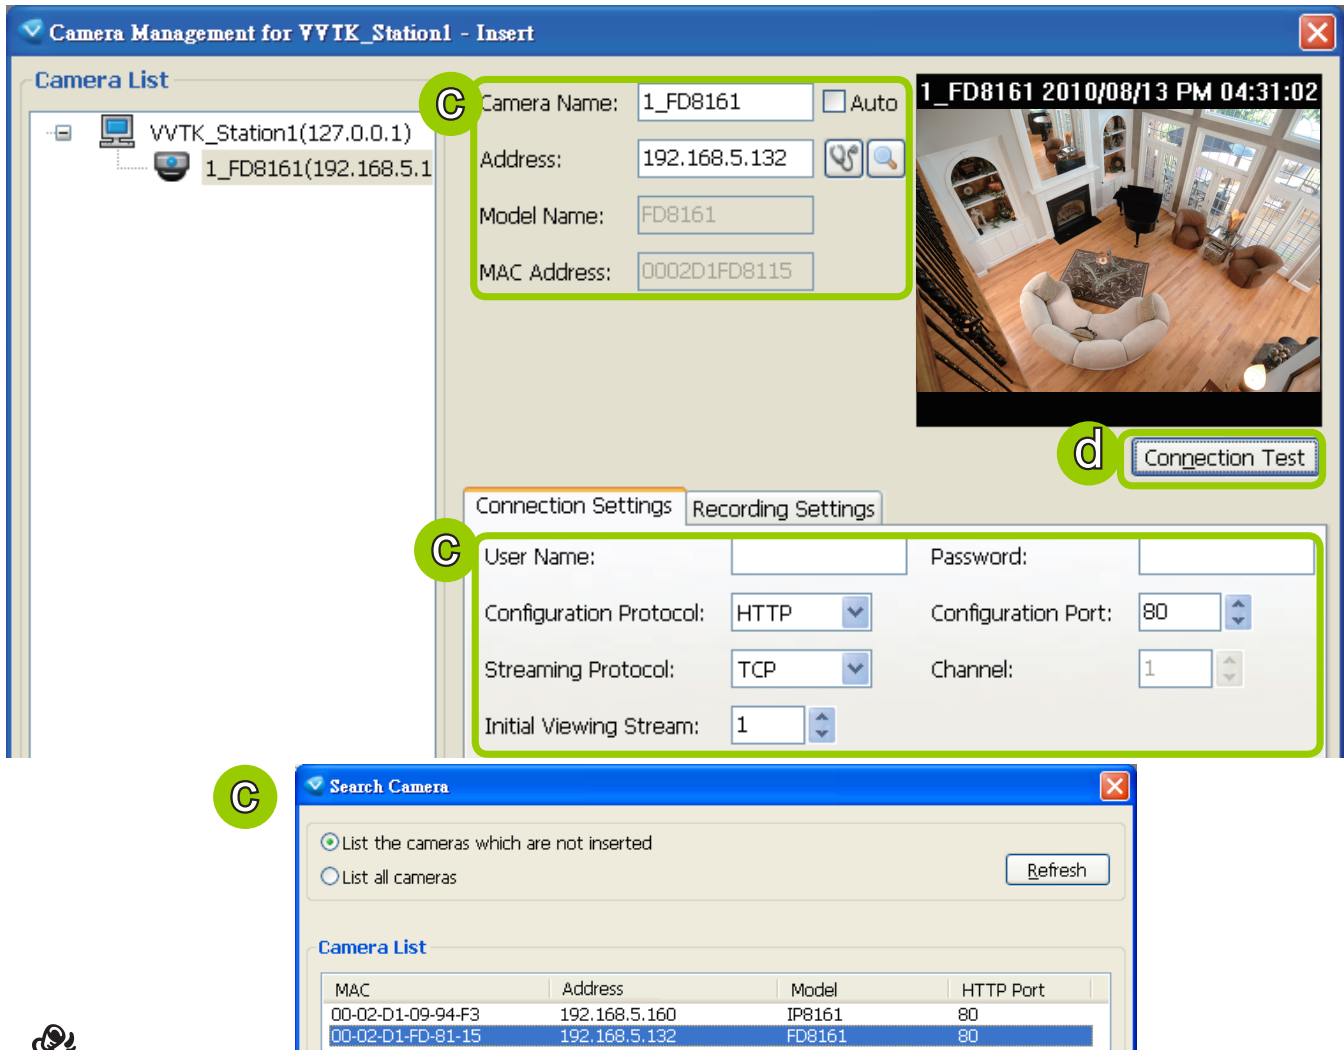 Camera Management for VVTK_Station1 - Insert
Camera List
VVTK_Station1(127.0.0.1)
1_FD8161(192.168.5.1
C
Camera Name: 1_FD8161 Auto
Address: 192.168.5.132
Model Name: FD8161
MAC Address: 0002D1FD8115
1_FD8161 2010/08/13 PM 04:31:02
d
Connection Test
Connection Settings Recording Settings
C
User Name: Password:
Configuration Protocol: HTTP Configuration Port: 80
Streaming Protocol: TCP Channel: 1
Initial Viewing Stream: 1
C
Search Camera
List the cameras which are not inserted
List all cameras
Refresh
Camera List
MAC Address Model HTTP Port
00-02-D1-09-94-F3 192.168.5.160 IP8161 80
00-02-D1-FD-81-15 192.168.5.132 FD8161 80